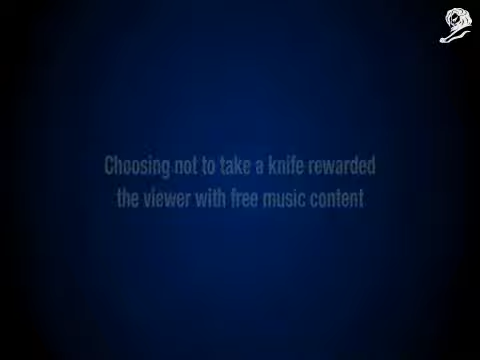 Choosing not to take a knife rewarded
the viewer with free music content